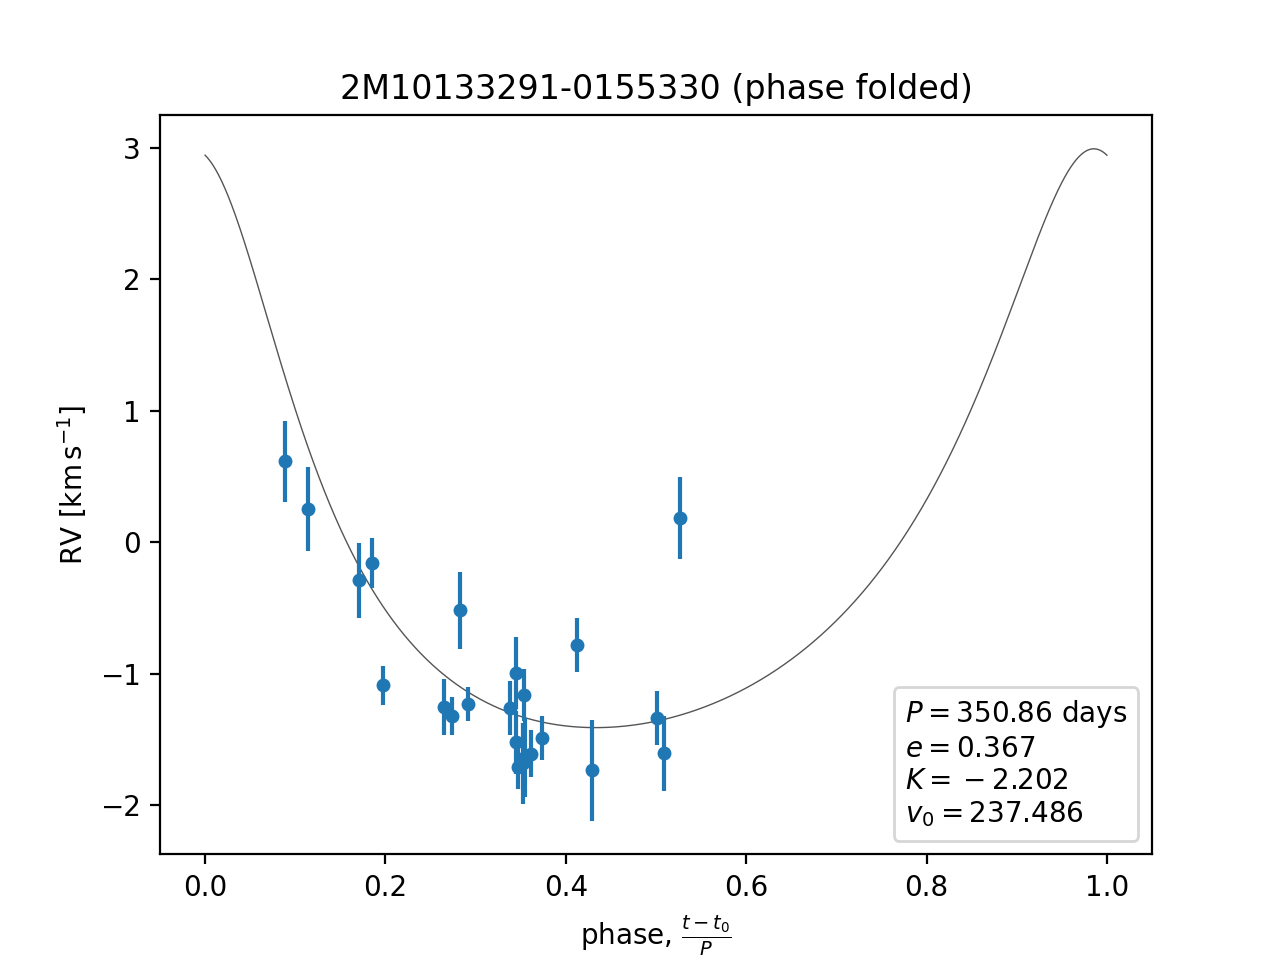 2M10133291-0155330 (phase folded)
3
2
1
0
−1
−2
RV [km s⁻¹]
P = 350.86 days
e = 0.367
K = −2.202
v₀ = 237.486
0.0 0.2 0.4 0.6 0.8 1.0
phase, (t − t₀)/P